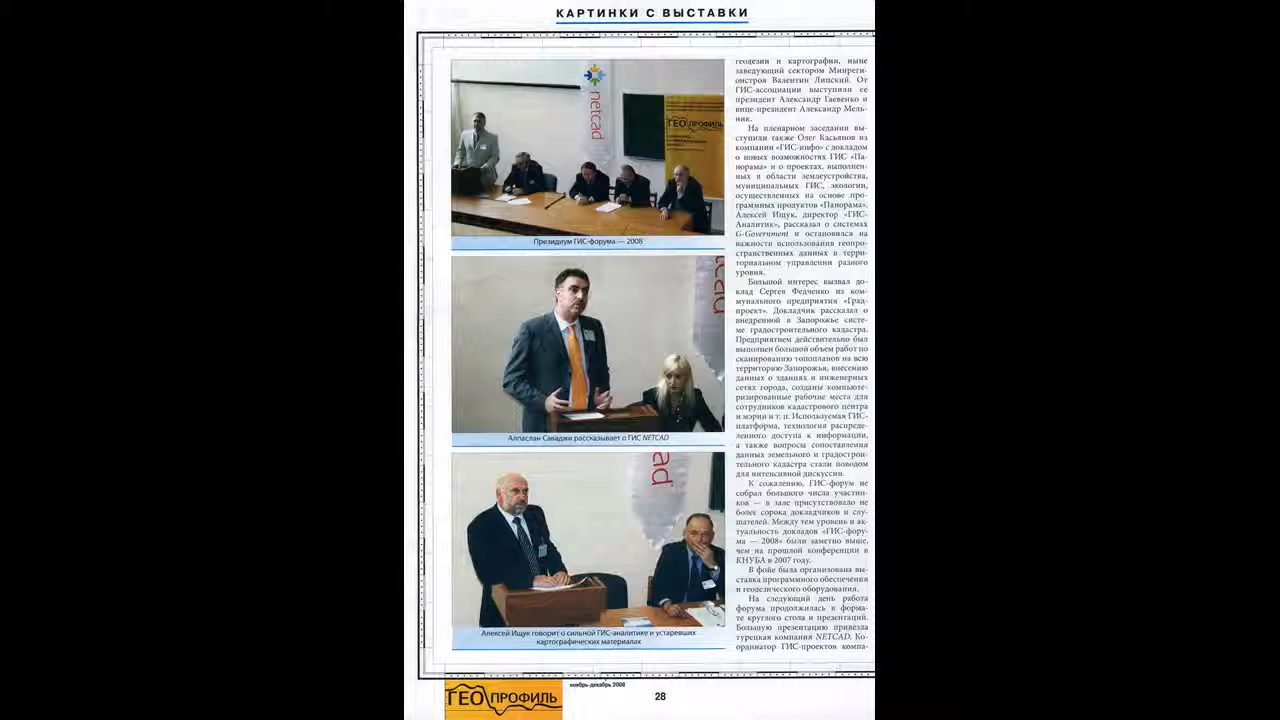 КАРТИНКИ С ВЫСТАВКИ
netcad
ГЕОПРОФИЛЬ
Президиум ГИС-форума — 2008
cad
Алпаслан Саваджи рассказывает о ГИС NETCAD
ad
Алексей Ищук говорит о сильной ГИС-аналитике и устаревших
картографических материалах
геодезии и картографии, ныне
заведующий сектором Минреги-
онстроя Валентин Липский. От
ГИС-ассоциации выступили ее
президент Александр Гаевенко и
вице-президент Александр Мель-
ник.
На пленарном заседании вы-
ступили также Олег Касьянов из
компании «ГИС-инфо» с докладом
о новых возможностях ГИС «Па-
норама» и о проектах, выполнен-
ных в области землеустройства,
муниципальных ГИС, экологии,
осуществленных на основе про-
граммных продуктов «Панорама».
Алексей Ищук, директор «ГИС-
Аналитик», рассказал о системах
G-Government и остановился на
важности использования геопро-
странственных данных в терри-
ториальном управлении разного
уровня.
Большой интерес вызвал до-
клад Сергея Федченко из ком-
мунального предприятия «Град-
проект». Докладчик рассказал о
внедренной в Запорожье систе-
ме градостроительного кадастра.
Предприятием действительно был
выполнен большой объем работ по
сканированию топопланов на всю
территорию Запорожья, внесению
данных о зданиях и инженерных
сетях города, созданы компьюте-
ризированные рабочие места для
сотрудников кадастрового центра
и мэрии и т. п. Используемая ГИС-
платформа, технология распреде-
ленного доступа к информации,
а также вопросы сопоставления
данных земельного и градострои-
тельного кадастра стали поводом
для интенсивной дискуссии.
К сожалению, ГИС-форум не
собрал большого числа участни-
ков — в зале присутствовало не
более сорока докладчиков и слу-
шателей. Между тем уровень и ак-
туальность докладов «ГИС-фору-
ма — 2008» были заметно выше,
чем на прошлой конференции в
КНУБА в 2007 году.
В фойе была организована вы-
ставка программного обеспечения
и геодезического оборудования.
На следующий день работа
форума продолжилась в форма-
те круглого стола и презентаций.
Большую презентацию привезла
турецкая компания NETCAD. Ко-
ординатор ГИС-проектов компа-
ГЕОПРОФИЛЬ
ноябрь-декабрь 2008
28